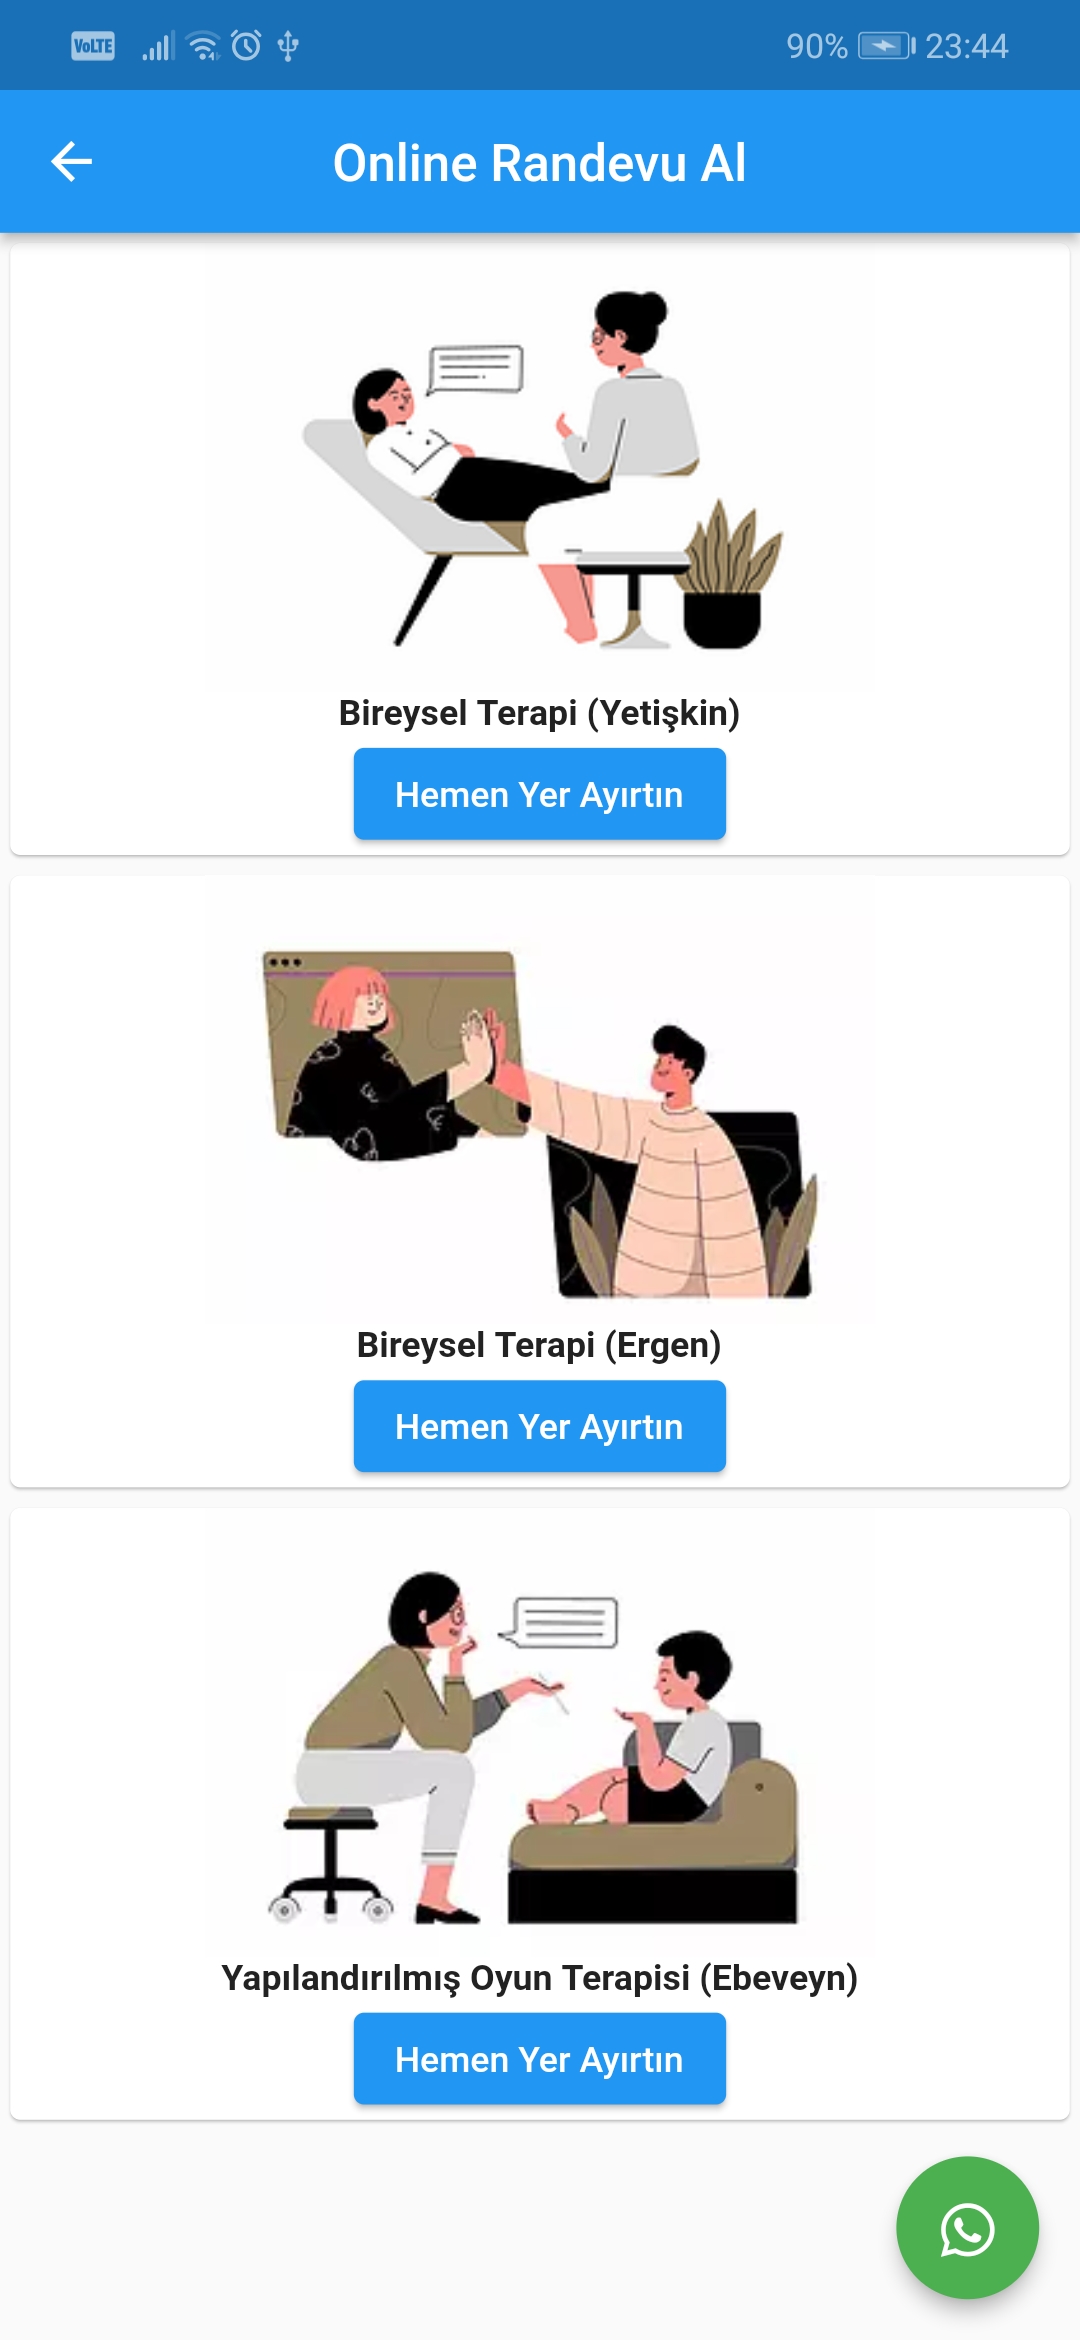 VoLTE 90% 23:44
Online Randevu Al
Bireysel Terapi (Yetişkin)
Hemen Yer Ayırtın
Bireysel Terapi (Ergen)
Hemen Yer Ayırtın
Yapılandırılmış Oyun Terapisi (Ebeveyn)
Hemen Yer Ayırtın